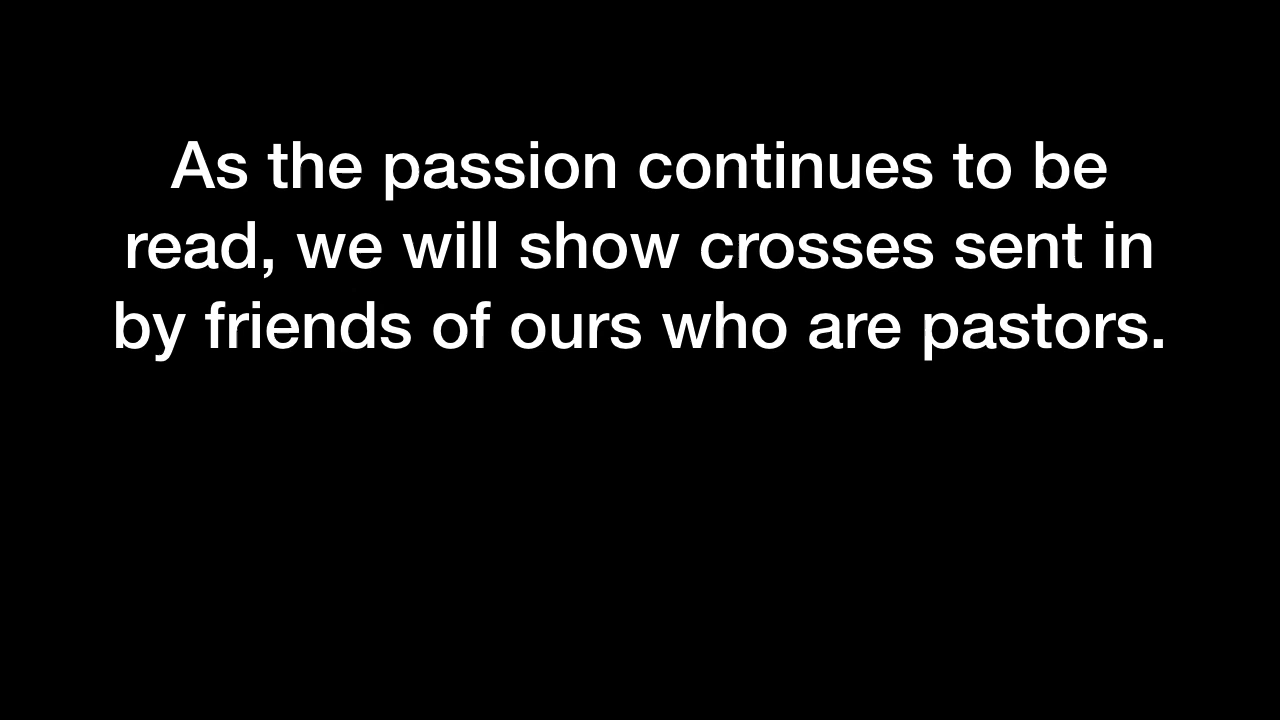 As the passion continues to be
read, we will show crosses sent in
by friends of ours who are pastors.